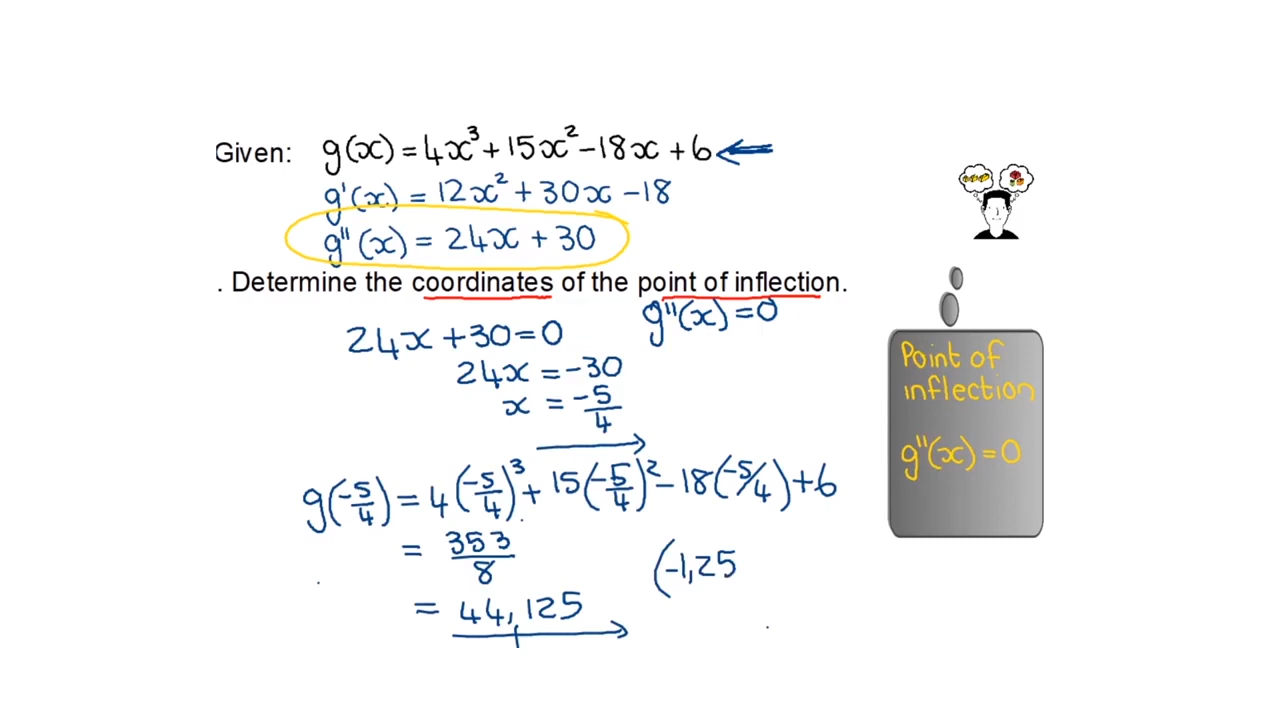 Given: g(x) = 4x³ + 15x² - 18x + 6
g'(x) = 12x² + 30x - 18
g''(x) = 24x + 30
. Determine the coordinates of the point of inflection.
g''(x) = 0
24x + 30 = 0
24x = -30
x = -5/4
g(-5/4) = 4(-5/4)³ + 15(-5/4)² - 18(-5/4) + 6
= 353/8
= 44,125
(-1,25
Point of
inflection
g''(x) = 0